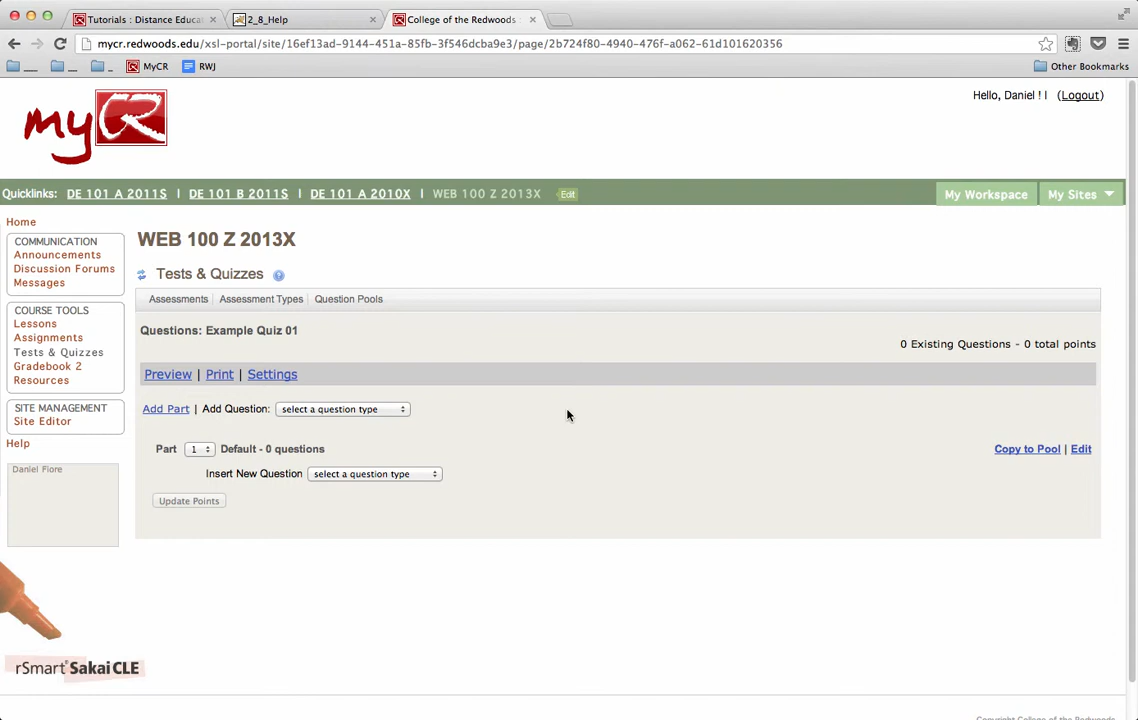 Tutorials : Distance Educa
2_8_Help
College of the Redwoods :
mycr.redwoods.edu/xsl-portal/site/16ef13ad-9144-451a-85fb-3f546dcba9e3/page/2b724f80-4940-476f-a062-61d101620356
MyCR
RWJ
Other Bookmarks
myCR
Hello, Daniel ! | (Logout)
Quicklinks: DE 101 A 2011S | DE 101 B 2011S | DE 101 A 2010X | WEB 100 Z 2013X Edit
My Workspace
My Sites
Home
COMMUNICATION
Announcements
Discussion Forums
Messages
COURSE TOOLS
Lessons
Assignments
Tests & Quizzes
Gradebook 2
Resources
SITE MANAGEMENT
Site Editor
Help
Daniel Fiore
WEB 100 Z 2013X
Tests & Quizzes
Assessments | Assessment Types | Question Pools
Questions: Example Quiz 01
0 Existing Questions - 0 total points
Preview | Print | Settings
Add Part | Add Question: select a question type
Part 1 Default - 0 questions
Copy to Pool | Edit
Insert New Question select a question type
Update Points
rSmart Sakai CLE
Copyright College of the Redwoods